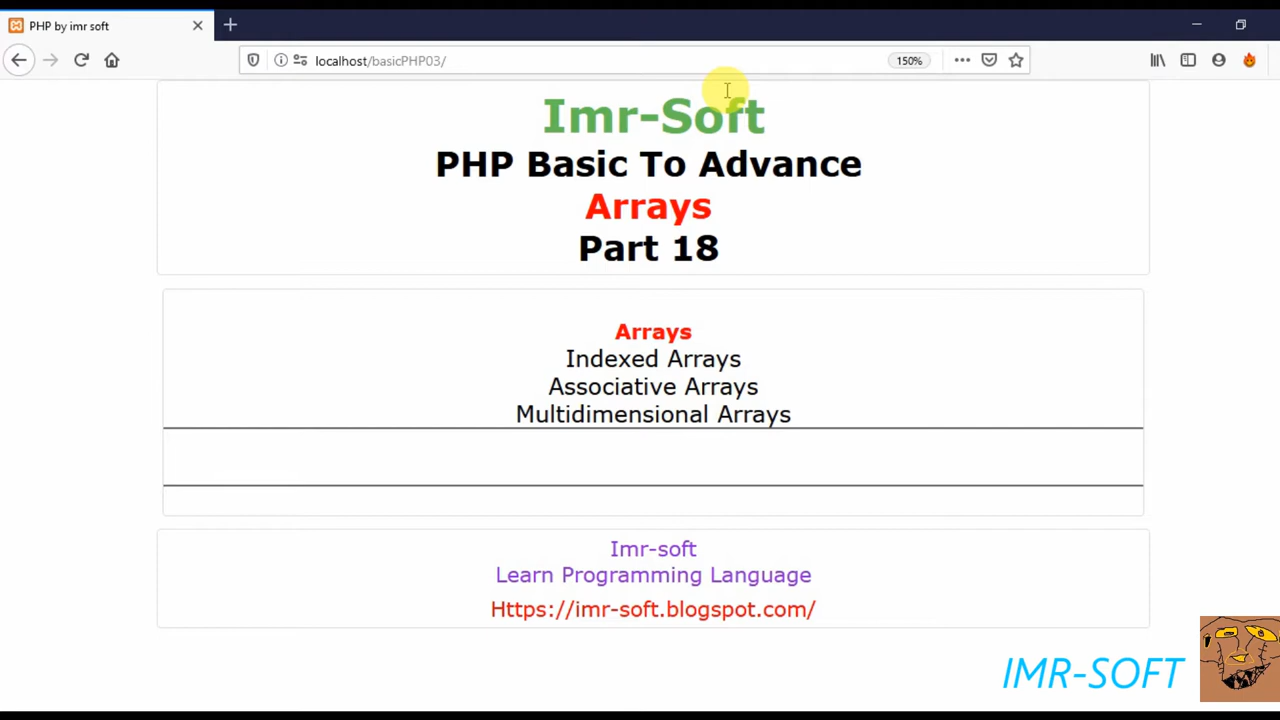 PHP by imr soft
localhost/basicPHP03/
150%
Imr-Soft
PHP Basic To Advance
Arrays
Part 18
Arrays
Indexed Arrays
Associative Arrays
Multidimensional Arrays
Imr-soft
Learn Programming Language
Https://imr-soft.blogspot.com/
IMR-SOFT